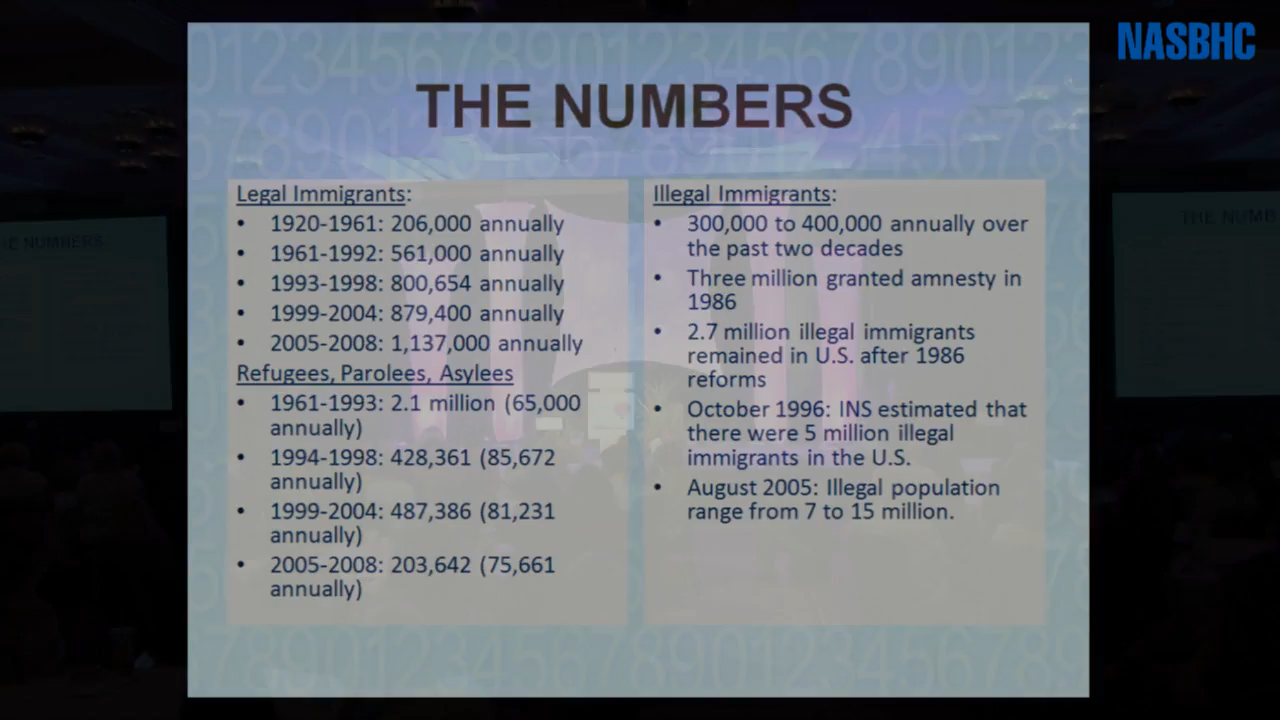 NASBHC
THE NUMBERS
Legal Immigrants:
• 1920-1961: 206,000 annually
• 1961-1992: 561,000 annually
• 1993-1998: 800,654 annually
• 1999-2004: 879,400 annually
• 2005-2008: 1,137,000 annually
Refugees, Parolees, Asylees
• 1961-1993: 2.1 million (65,000
annually)
• 1994-1998: 428,361 (85,672
annually)
• 1999-2004: 487,386 (81,231
annually)
• 2005-2008: 203,642 (75,661
annually)
Illegal Immigrants:
• 300,000 to 400,000 annually over
the past two decades
• Three million granted amnesty in
1986
• 2.7 million illegal immigrants
remained in U.S. after 1986
reforms
• October 1996: INS estimated that
there were 5 million illegal
immigrants in the U.S.
• August 2005: Illegal population
range from 7 to 15 million.